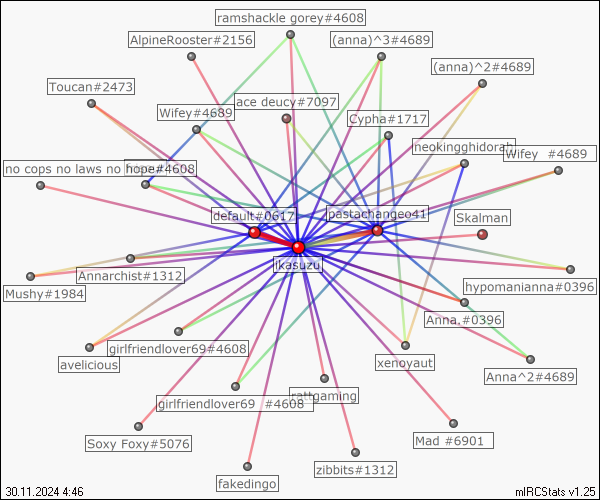 ramshackle gorey#4608
AlpineRooster#2156
(anna)^3#4689
(anna)^2#4689
Toucan#2473
ace deucy#7097
Wifey#4689
Cypha#1717
neokingghidorah
Wifey #4689
no cops no laws no
hope#4608
default#0617
pastachangeo41
Skalman
iKasuzu
Annarchist#1312
hypomanianna#0396
Mushy#1984
Anna.#0396
girlfriendlover69#4608
avelicious
xenoyaut
Anna^2#4689
rattgaming
girlfriendlover69 #4608
Soxy Foxy#5076
Mad #6901
zibbits#1312
fakedingo
30.11.2024 4:46
mIRCStats v1.25